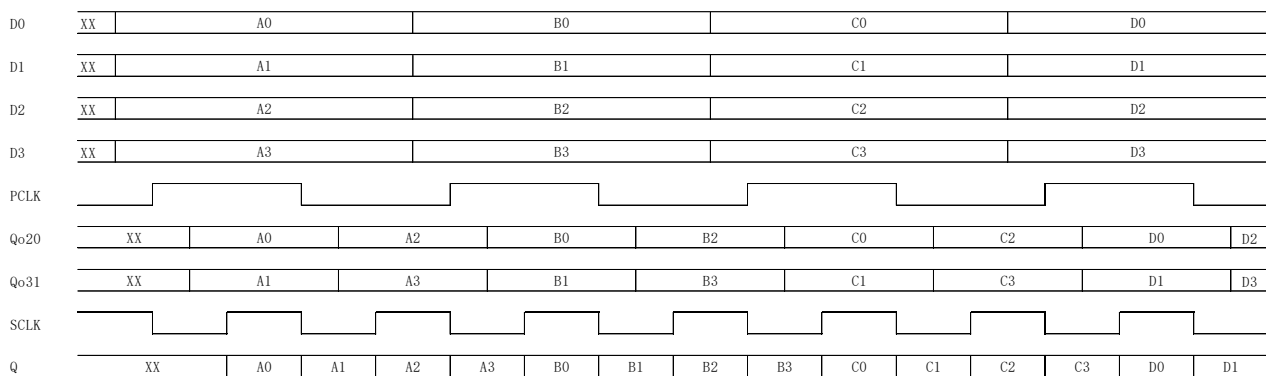 D0 XX A0 B0 C0 D0
D1 XX A1 B1 C1 D1
D2 XX A2 B2 C2 D2
D3 XX A3 B3 C3 D3
PCLK
Qo20 XX A0 A2 B0 B2 C0 C2 D0 D2
Qo31 XX A1 A3 B1 B3 C1 C3 D1 D3
SCLK
Q XX A0 A1 A2 A3 B0 B1 B2 B3 C0 C1 C2 C3 D0 D1